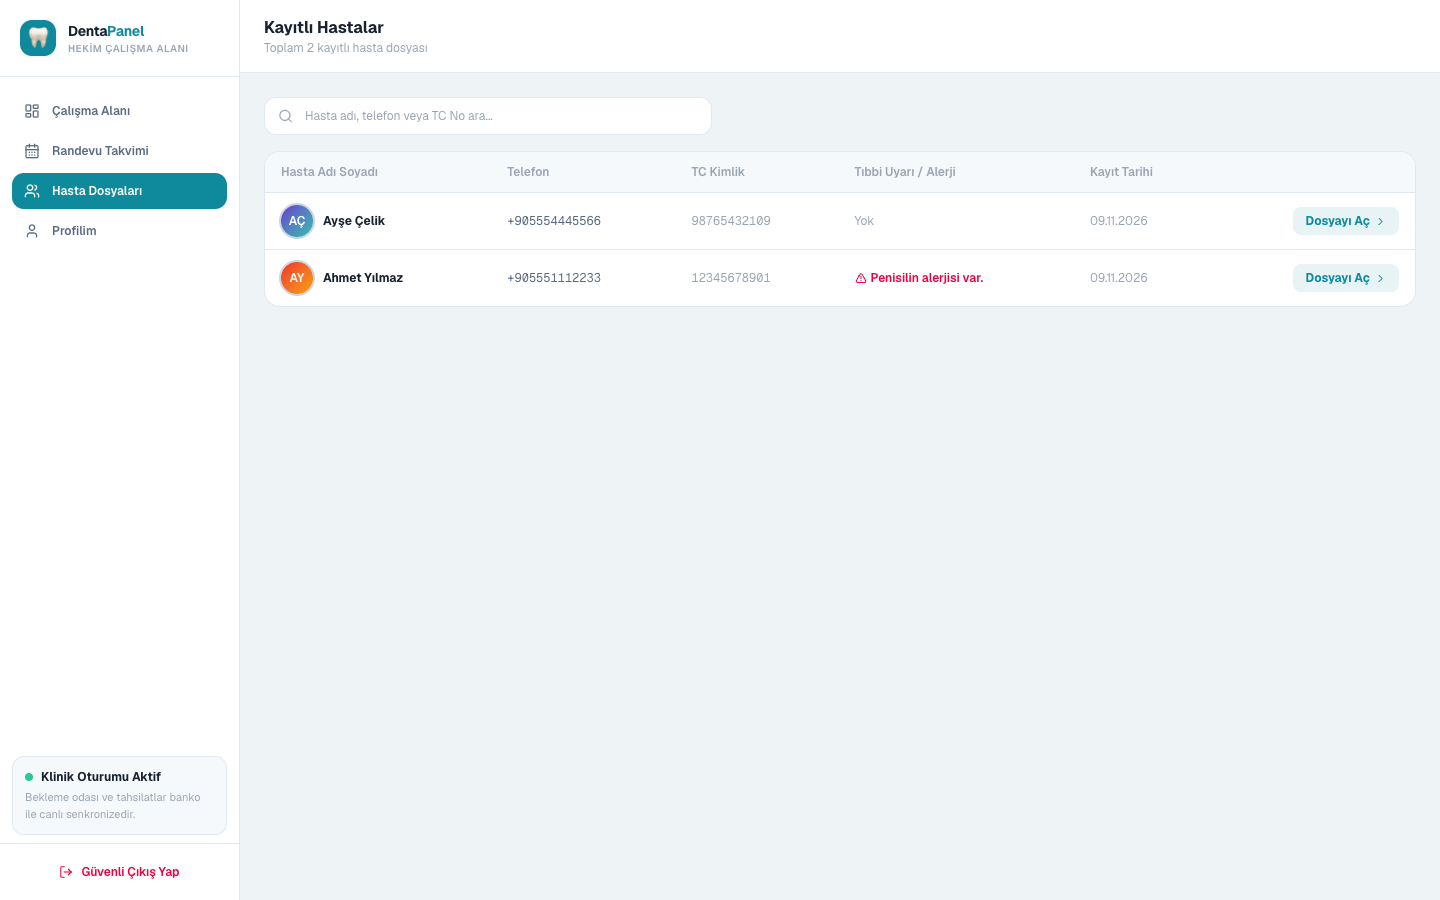 DentaPanel
HEKİM ÇALIŞMA ALANI
Çalışma Alanı
Randevu Takvimi
Hasta Dosyaları
Profilim
Klinik Oturumu Aktif
Bekleme odası ve tahsilatlar banko
ile canlı senkronizedir.
Güvenli Çıkış Yap
Kayıtlı Hastalar
Toplam 2 kayıtlı hasta dosyası
Hasta adı, telefon veya TC No ara...
Hasta Adı Soyadı Telefon TC Kimlik Tıbbi Uyarı / Alerji Kayıt Tarihi
AÇ Ayşe Çelik +905554445566 98765432109 Yok 09.11.2026 Dosyayı Aç
AY Ahmet Yılmaz +905551112233 12345678901 Penisilin alerjisi var. 09.11.2026 Dosyayı Aç